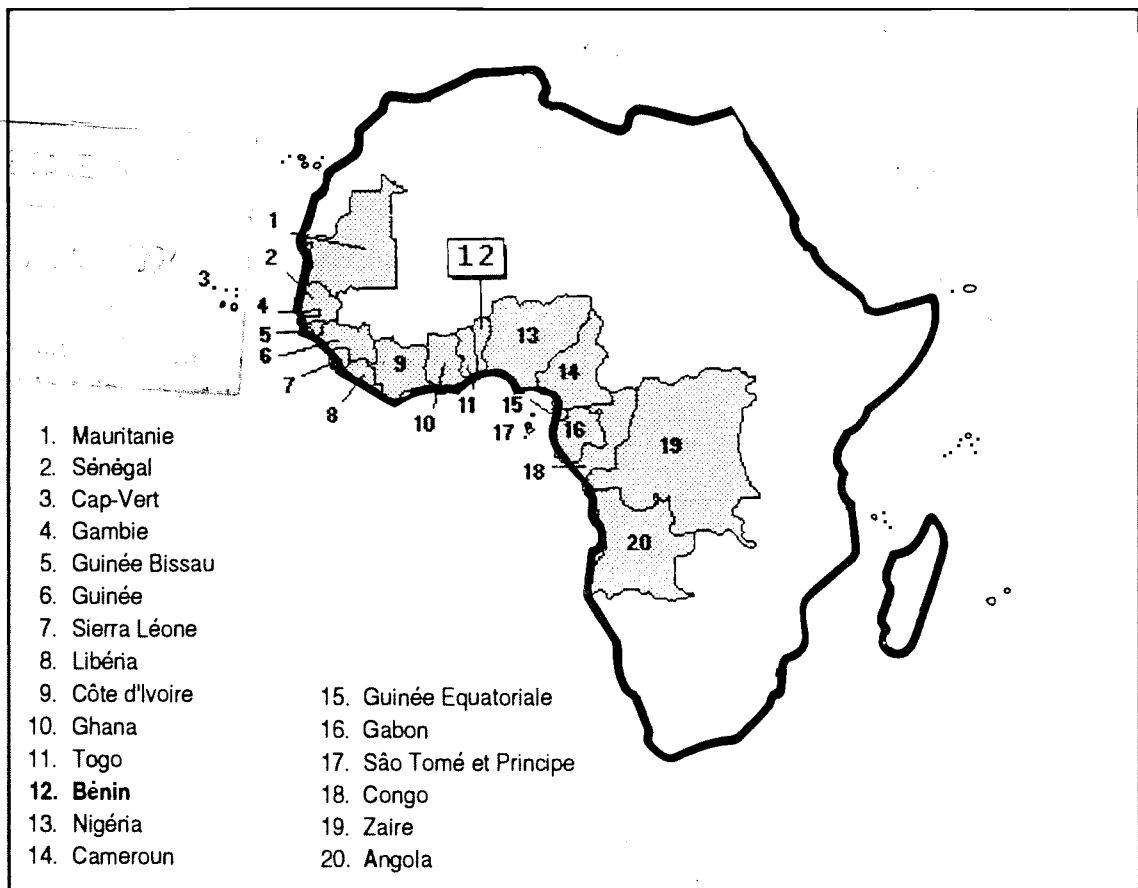 1
2
12
3
4
5
13
6
9
14
7
8
10
11
15
17
16
18
19
20
1. Mauritanie
2. Sénégal
3. Cap-Vert
4. Gambie
5. Guinée Bissau
6. Guinée
7. Sierra Léone
8. Libéria
9. Côte d'Ivoire
10. Ghana
11. Togo
12. Bénin
13. Nigéria
14. Cameroun
15. Guinée Equatoriale
16. Gabon
17. Sâo Tomé et Principe
18. Congo
19. Zaire
20. Angola